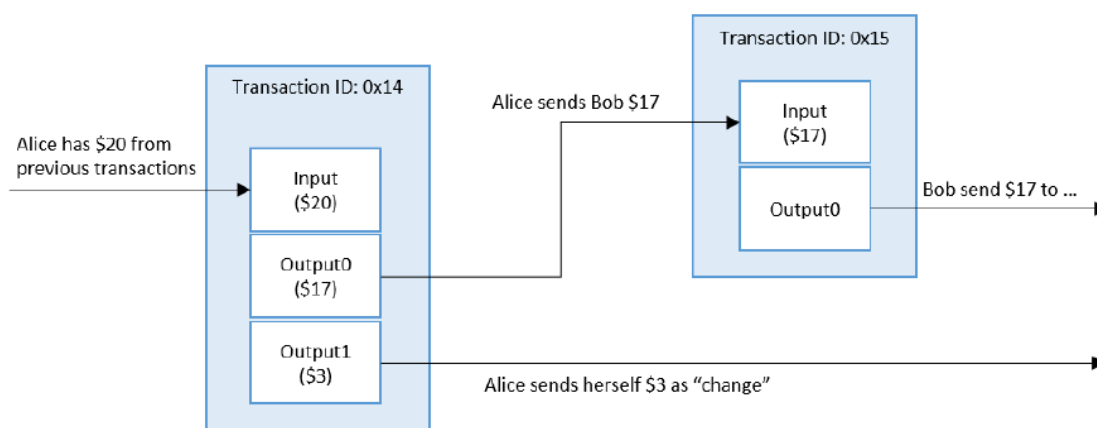 Transaction ID: 0x15
Transaction ID: 0x14
Alice sends Bob $17
Input
($17)
Alice has $20 from
previous transactions
Input
($20)
Bob send $17 to ...
Output0
Output0
($17)
Output1
($3)
Alice sends herself $3 as “change”